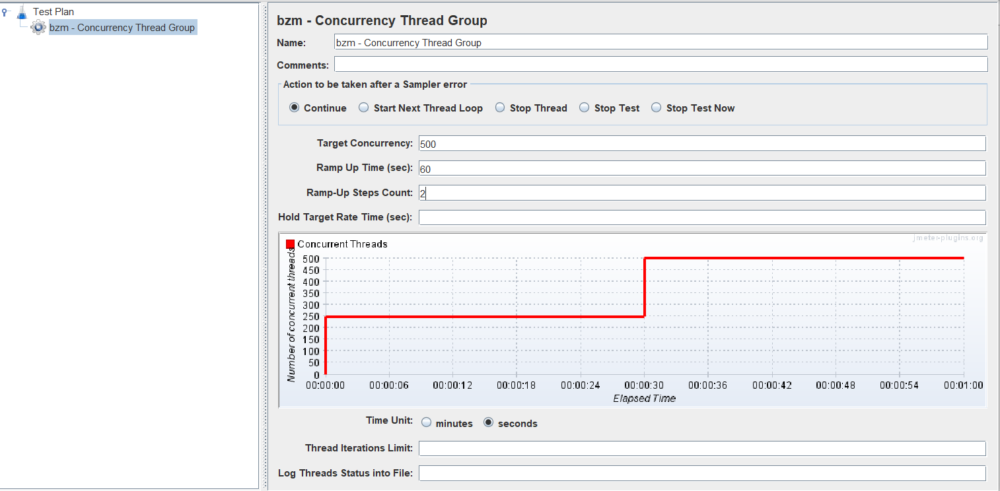 Test Plan
bzm - Concurrency Thread Group
bzm - Concurrency Thread Group
Name: bzm - Concurrency Thread Group
Comments:
Action to be taken after a Sampler error
Continue Start Next Thread Loop Stop Thread Stop Test Stop Test Now
Target Concurrency: 500
Ramp Up Time (sec): 60
Ramp-Up Steps Count: 2
Hold Target Rate Time (sec):
jmeter-plugins.org
Concurrent Threads
Number of concurrent threads
500
450
400
350
300
250
200
150
100
50
0
00:00:00 00:00:06 00:00:12 00:00:18 00:00:24 00:00:30 00:00:36 00:00:42 00:00:48 00:00:54 00:01:00
Elapsed Time
Time Unit: minutes seconds
Thread Iterations Limit:
Log Threads Status into File: